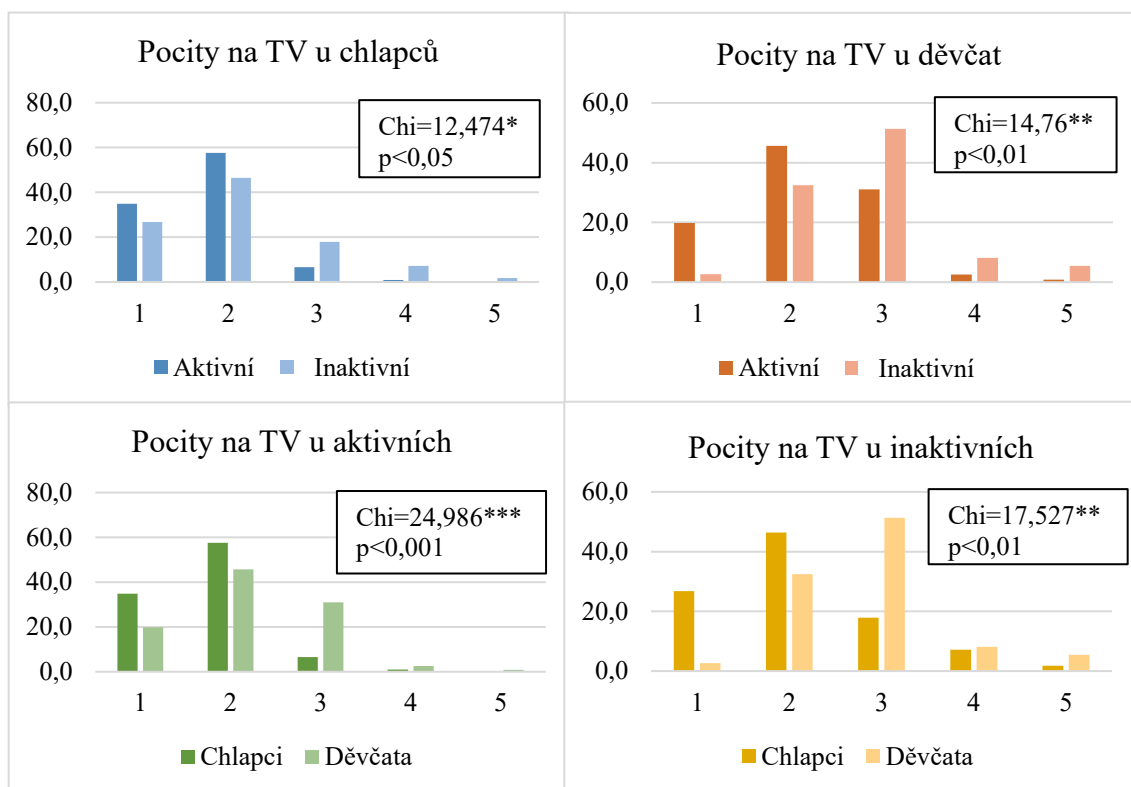 Pocity na TV u chlapců
Chi=12,474*
p<0,05
80,0
60,0
40,0
20,0
0,0
1 2 3 4 5
Aktivní Inaktivní
Pocity na TV u děvčat
Chi=14,76**
p<0,01
60,0
40,0
20,0
0,0
1 2 3 4 5
Aktivní Inaktivní
Pocity na TV u aktivních
Chi=24,986***
p<0,001
80,0
60,0
40,0
20,0
0,0
1 2 3 4 5
Chlapci Děvčata
Pocity na TV u inaktivních
Chi=17,527**
p<0,01
60,0
40,0
20,0
0,0
1 2 3 4 5
Chlapci Děvčata